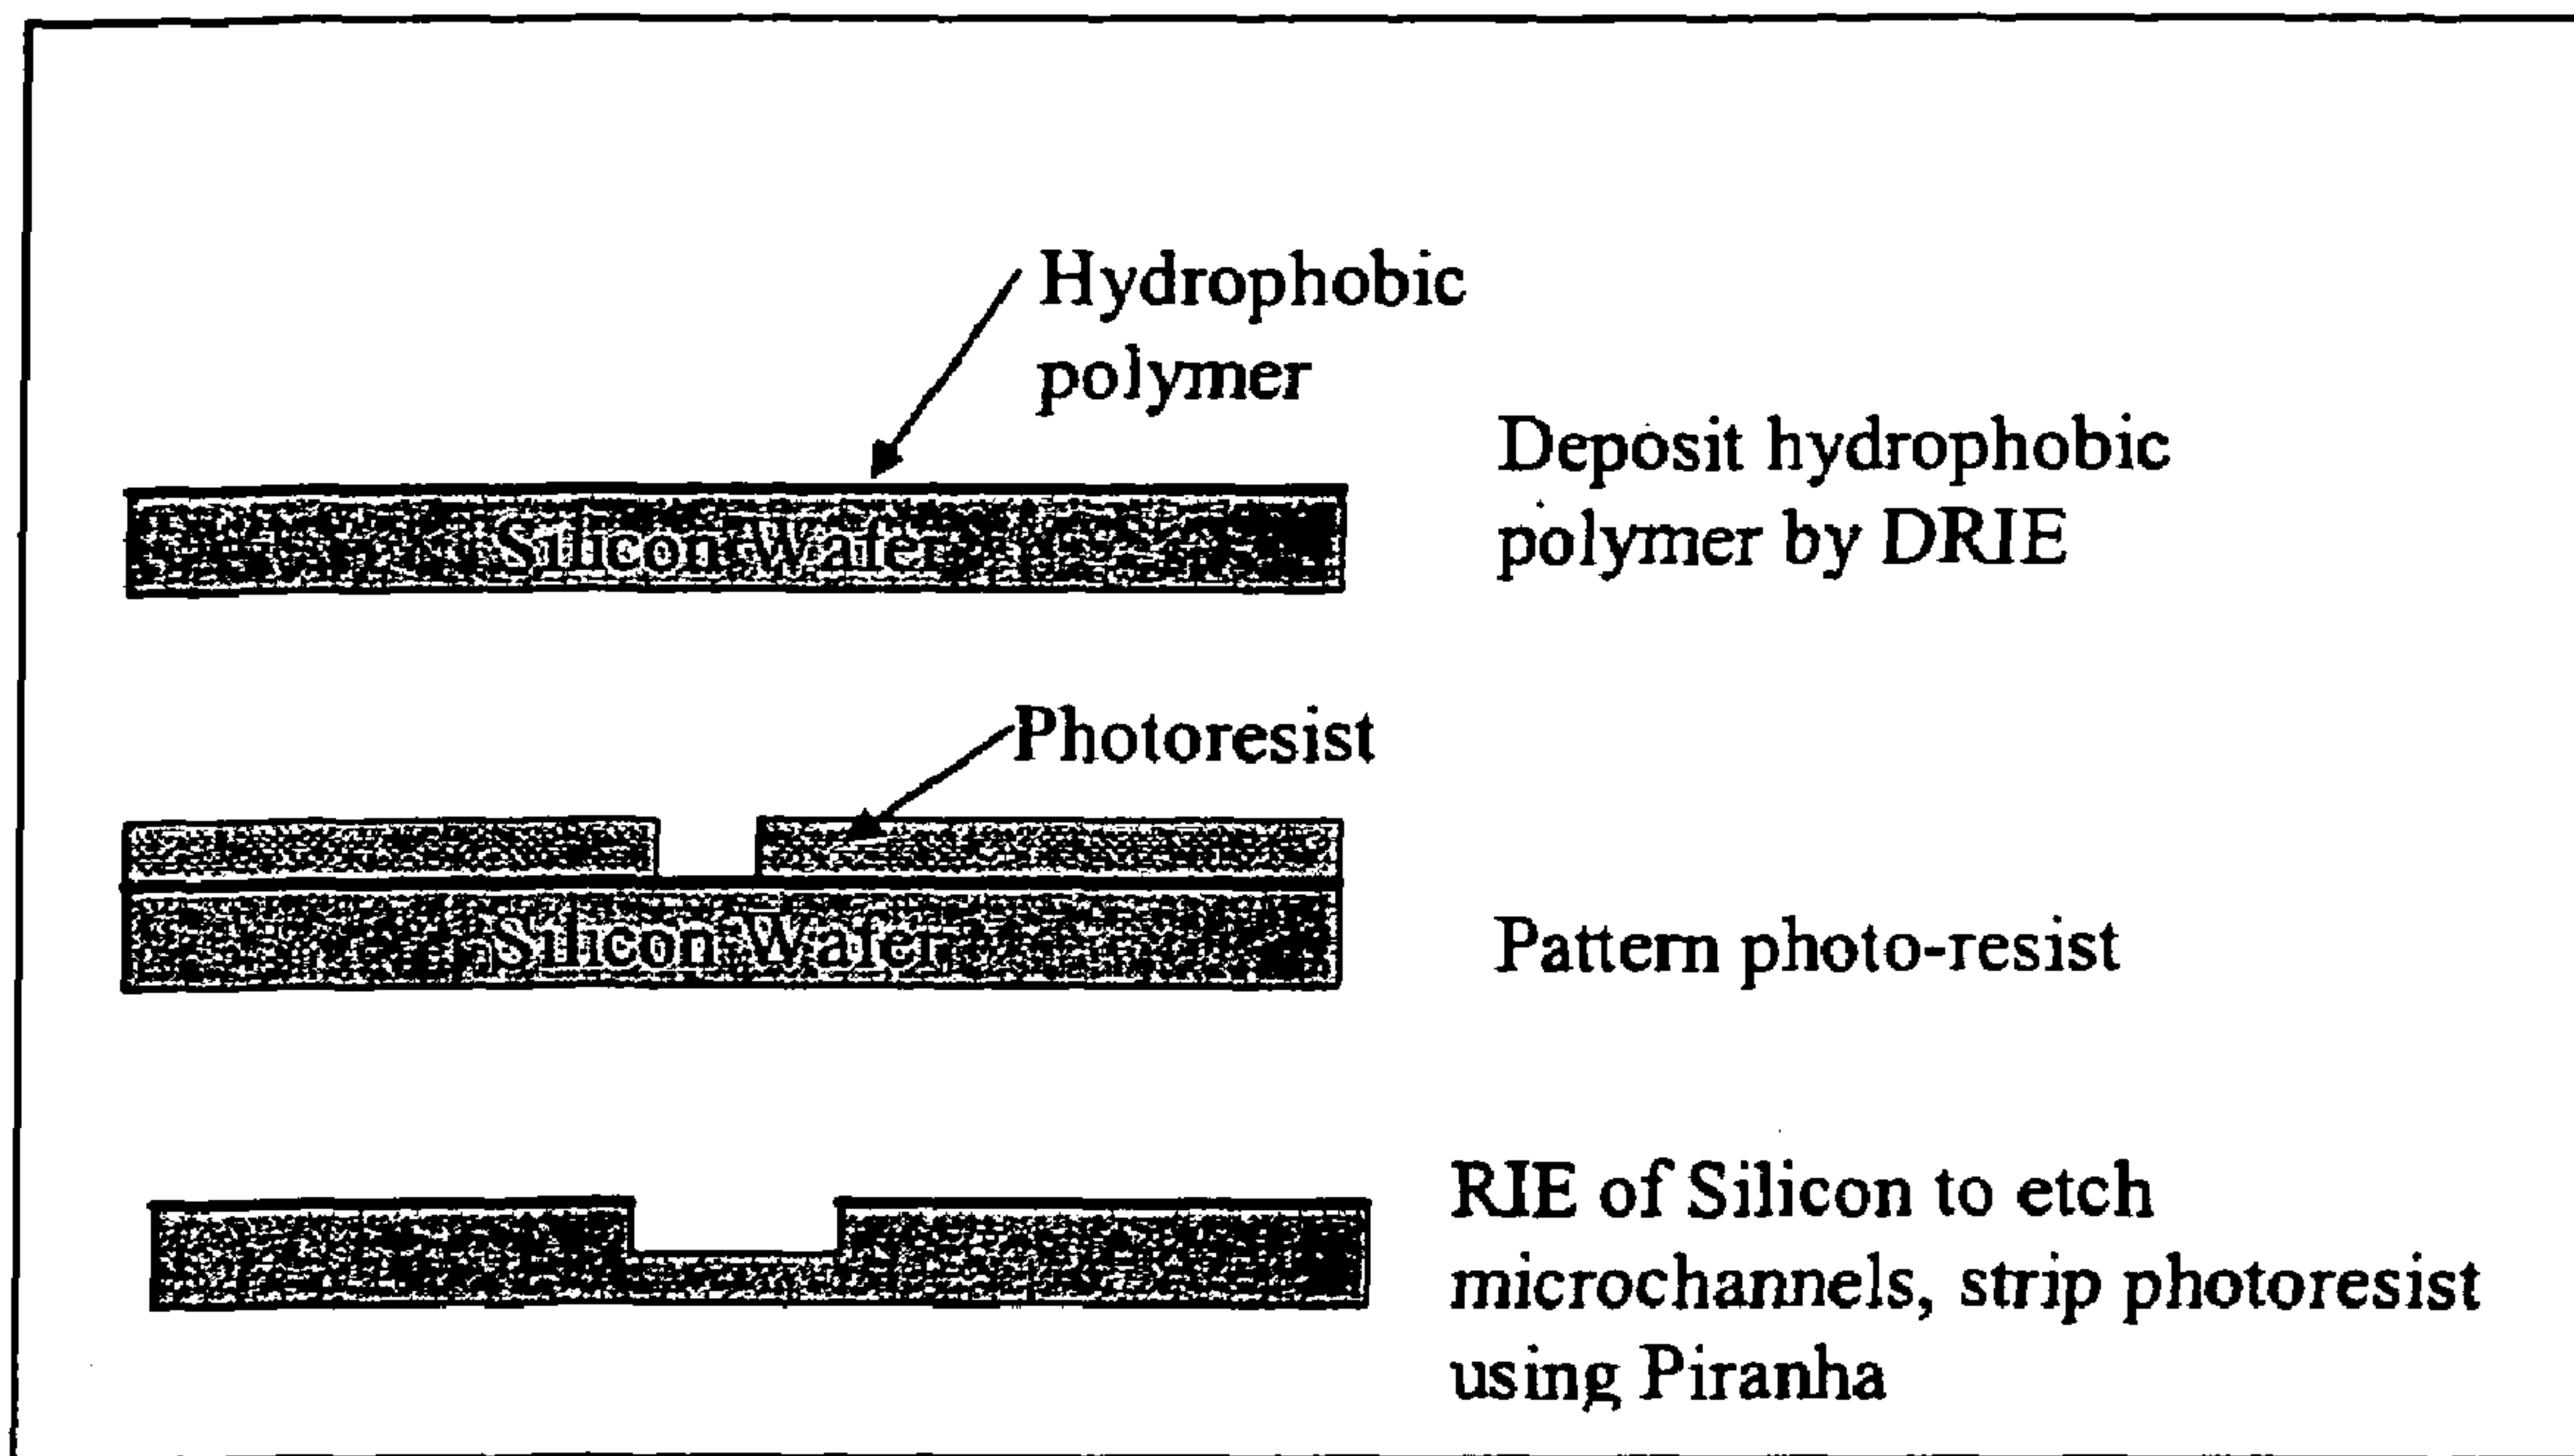 Hydrophobic
polymer
Deposit hydrophobic
polymer by DRIE
Silicon Wafer
Photoresist
Silicon Wafer
Pattern photo-resist
RIE of Silicon to etch
microchannels, strip photoresist
using Piranha